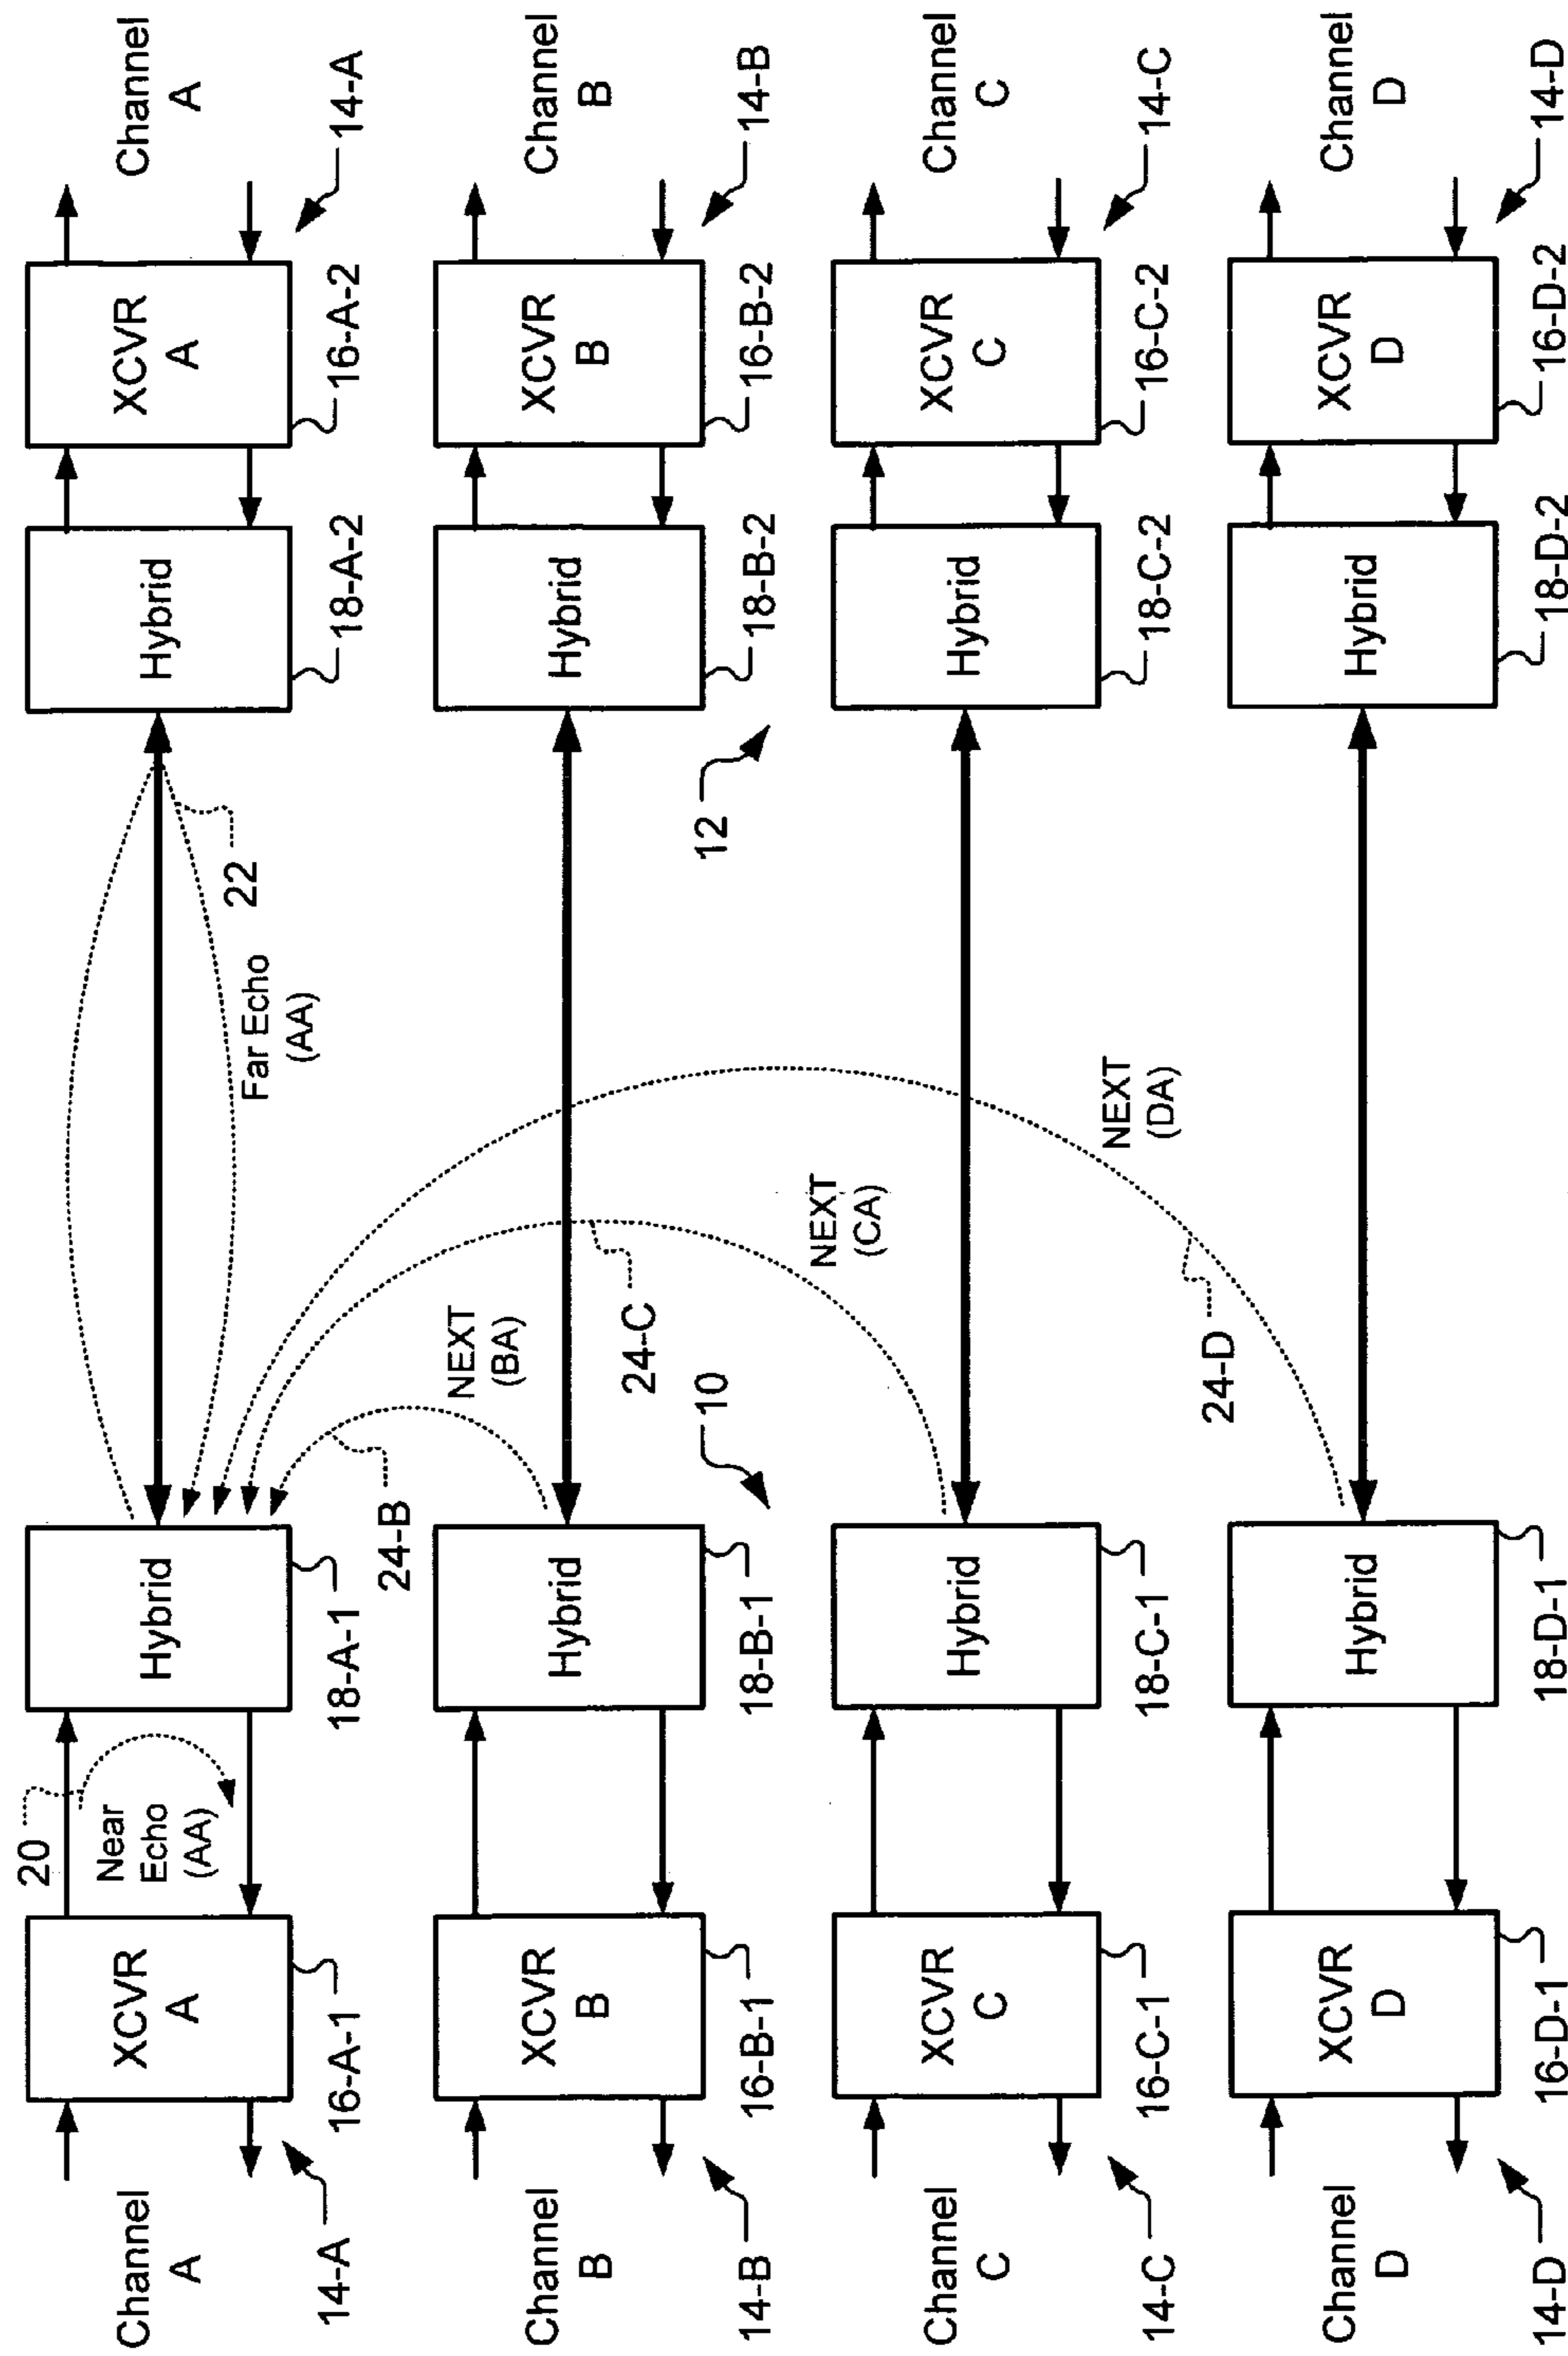 Channel
A
14-A
XCVR
A
16-A-1
20
Near
Echo
(AA)
Hybrid
18-A-1
Far Echo
(AA)
22
Hybrid
18-A-2
XCVR
A
16-A-2
Channel
A
14-A
Channel
B
14-B
XCVR
B
16-B-1
Hybrid
18-B-1
24-B
NEXT
(BA)
24-C
Hybrid
18-B-2
XCVR
B
16-B-2
Channel
B
14-B
10
12
Channel
C
14-C
XCVR
C
16-C-1
Hybrid
18-C-1
NEXT
(CA)
Hybrid
18-C-2
XCVR
C
16-C-2
Channel
C
14-C
Channel
D
14-D
XCVR
D
16-D-1
Hybrid
18-D-1
24-D
NEXT
(DA)
Hybrid
18-D-2
XCVR
D
16-D-2
Channel
D
14-D